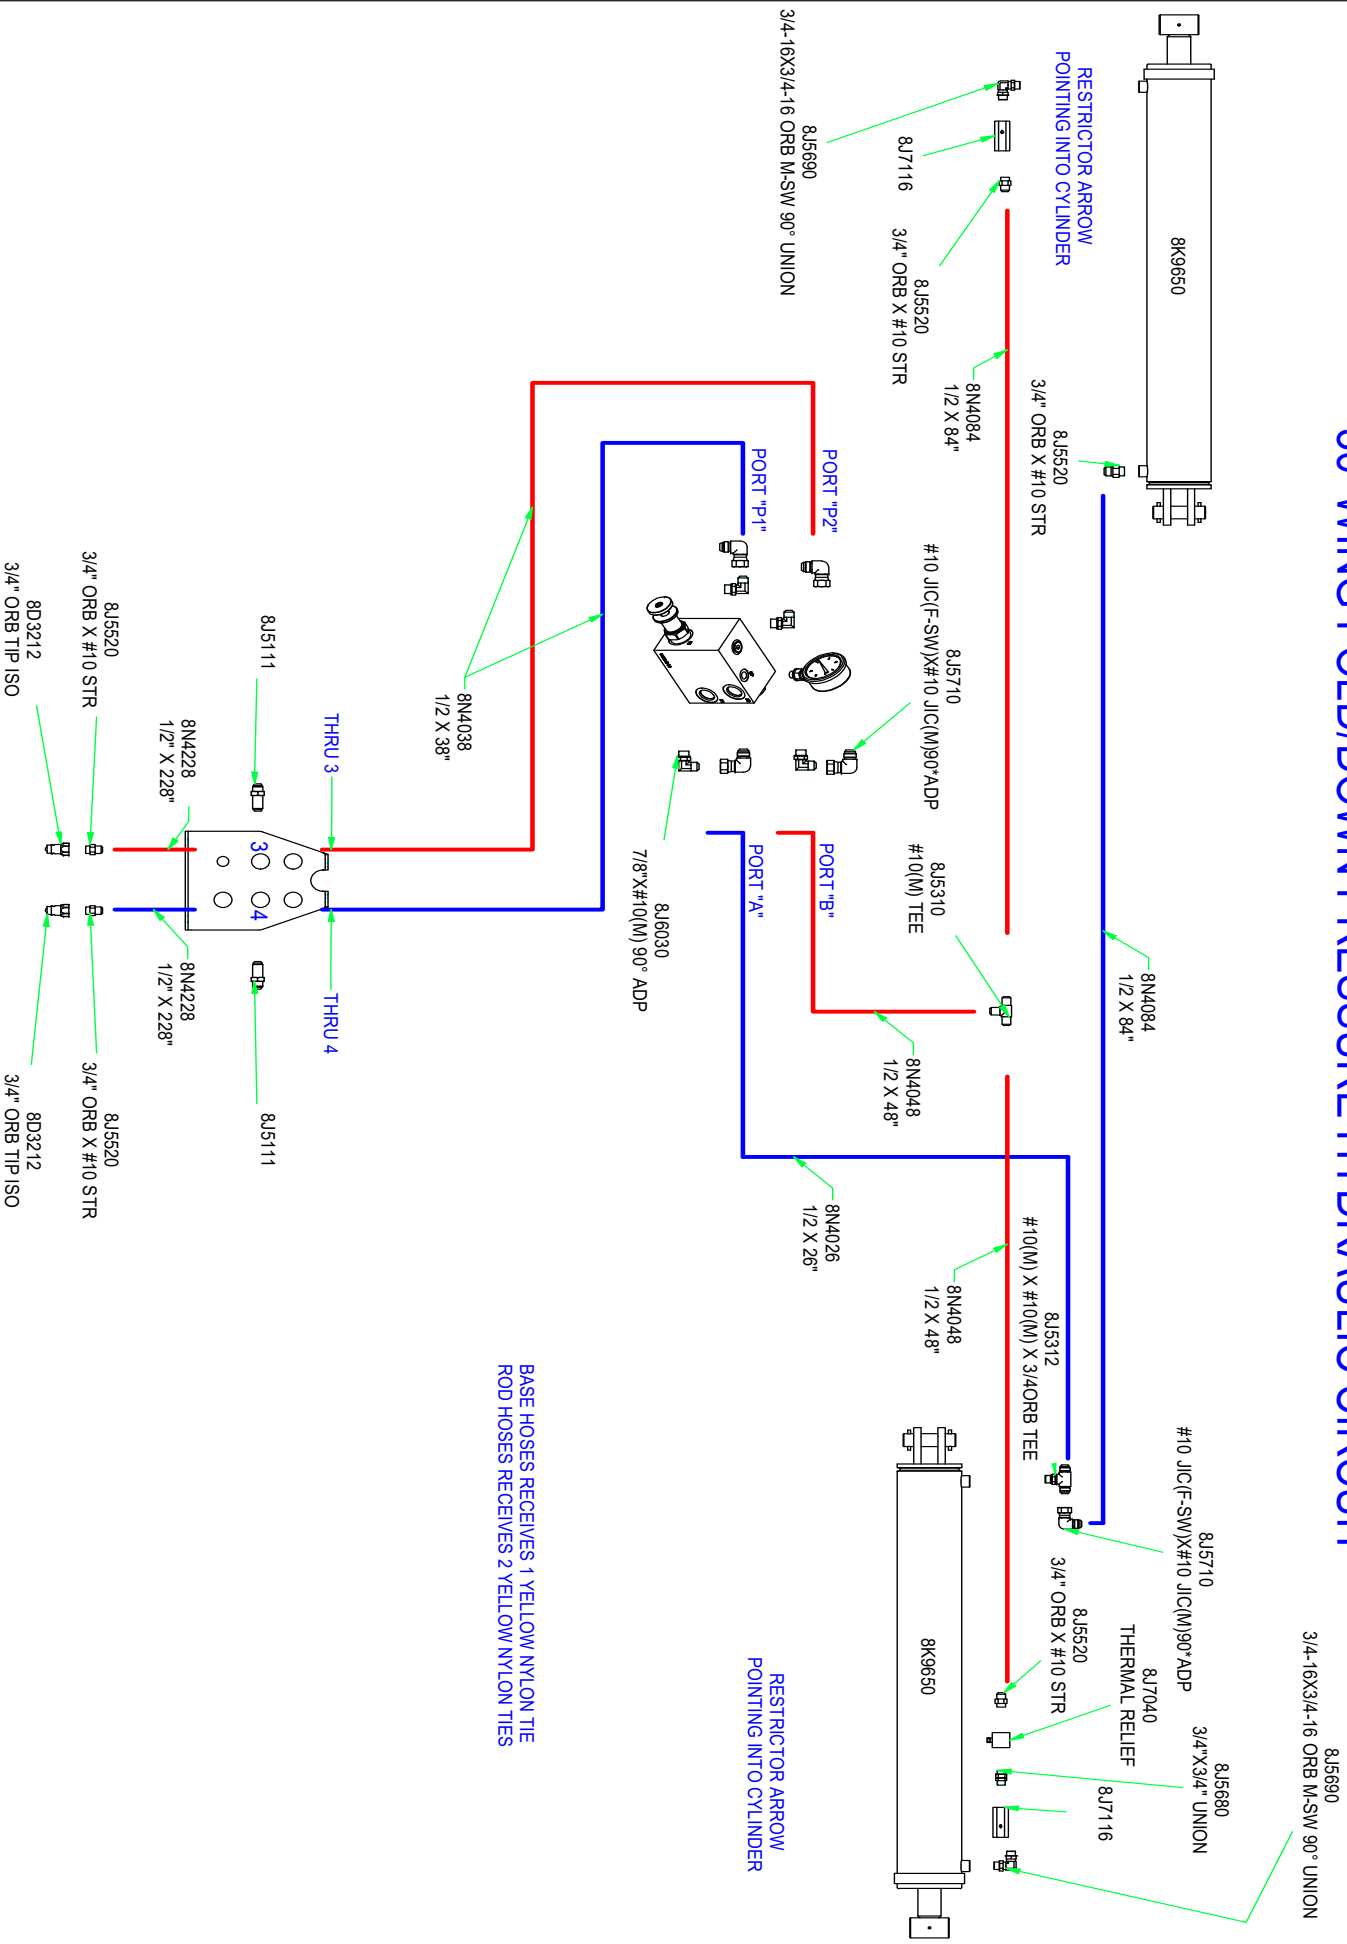 WING FOLD/DOWN PRESSURE HYDRAULIC CIRCUIT
8J5690
3/4-16X3/4-16 ORB M-SW 90° UNION
8J5680
3/4"X3/4" UNION
8J5710
#10 JIC(F-SW)X#10 JIC(M)90*ADP
8K9650
8J7040
THERMAL RELIEF
8N4084
1/2 X 84"
8J7116
RESTRICTOR ARROW
POINTING INTO CYLINDER
8J5520
3/4" ORB X #10 STR
8J5520
3/4" ORB X #10 STR
8J5312
#10(M) X #10(M) X 3/4ORB TEE
8N4084
1/2 X 84"
8J5710
#10 JIC(F-SW)X#10 JIC(M)90*ADP
8J5310
#10(M) TEE
8N4048
1/2 X 48"
8N4048
1/2 X 48"
8K9650
8J5520
3/4" ORB X #10 STR
8J7116
8J5690
3/4-16X3/4-16 ORB M-SW 90° UNION
PORT "P2"
PORT "B"
8N4026
1/2 X 26"
PORT "P1"
PORT "A"
RESTRICTOR ARROW
POINTING INTO CYLINDER
8J6030
7/8"X#10(M) 90° ADP
8N4038
1/2 X 38"
BASE HOSES RECEIVES 1 YELLOW NYLON TIE
ROD HOSES RECEIVES 2 YELLOW NYLON TIES
THRU 3
THRU 4
8J5111
3
4
8J5111
8N4228
1/2" X 228"
8N4228
1/2" X 228"
8J5520
3/4" ORB X #10 STR
8J5520
3/4" ORB X #10 STR
8D3212
3/4" ORB TIP ISO
8D3212
3/4" ORB TIP ISO